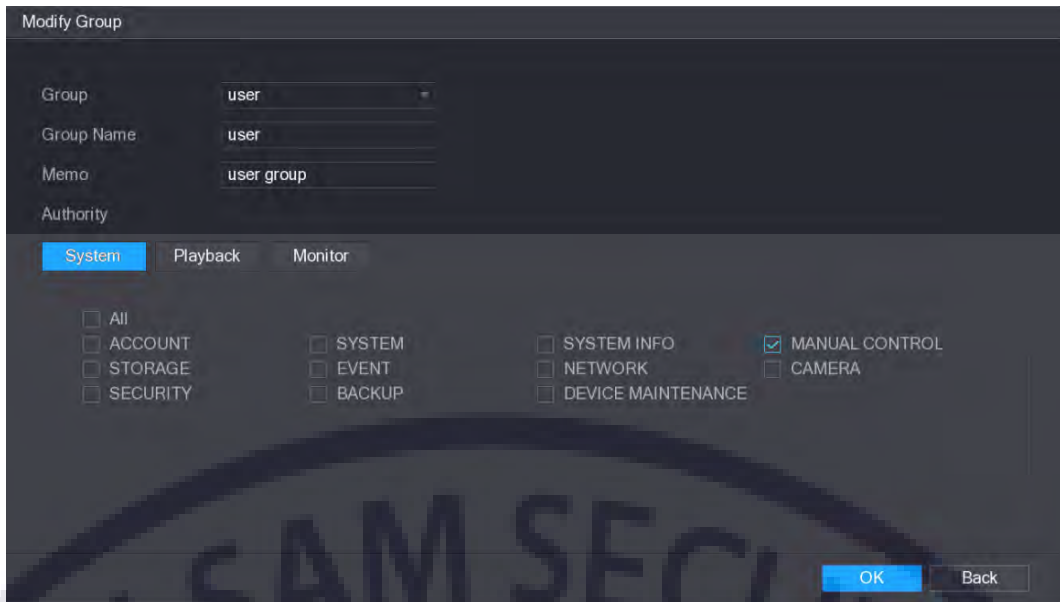 Modify Group
Group user
Group Name user
Memo user group
Authority
System Playback Monitor
All
ACCOUNT SYSTEM SYSTEM INFO MANUAL CONTROL
STORAGE EVENT NETWORK CAMERA
SECURITY BACKUP DEVICE MAINTENANCE
SAM
OK Back